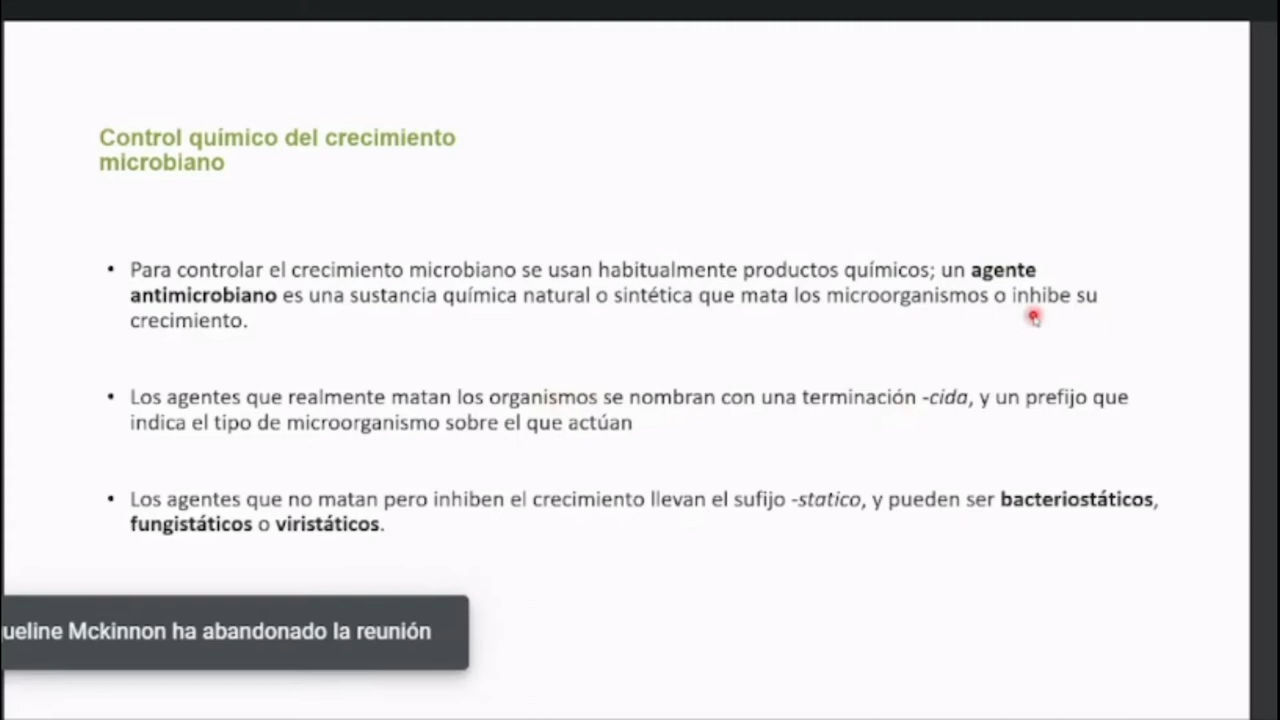 Control químico del crecimiento
microbiano
• Para controlar el crecimiento microbiano se usan habitualmente productos químicos; un agente
antimicrobiano es una sustancia química natural o sintética que mata los microorganismos o inhibe su
crecimiento.
• Los agentes que realmente matan los organismos se nombran con una terminación -cida, y un prefijo que
indica el tipo de microorganismo sobre el que actúan
• Los agentes que no matan pero inhiben el crecimiento llevan el sufijo -statico, y pueden ser bacteriostáticos,
fungistáticos o viristáticos.
ueline Mckinnon ha abandonado la reunión